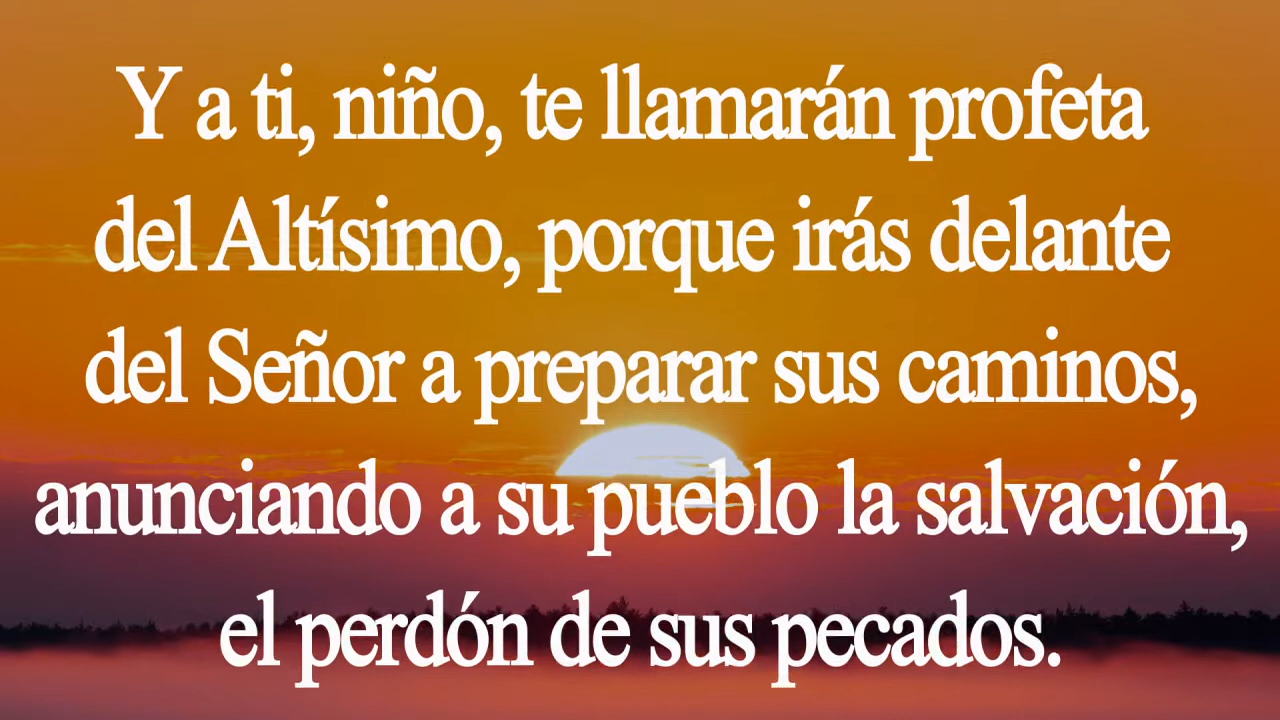 Y a ti, niño, te llamarán profeta
del Altísimo, porque irás delante
del Señor a preparar sus caminos,
anunciando a su pueblo la salvación,
el perdón de sus pecados.